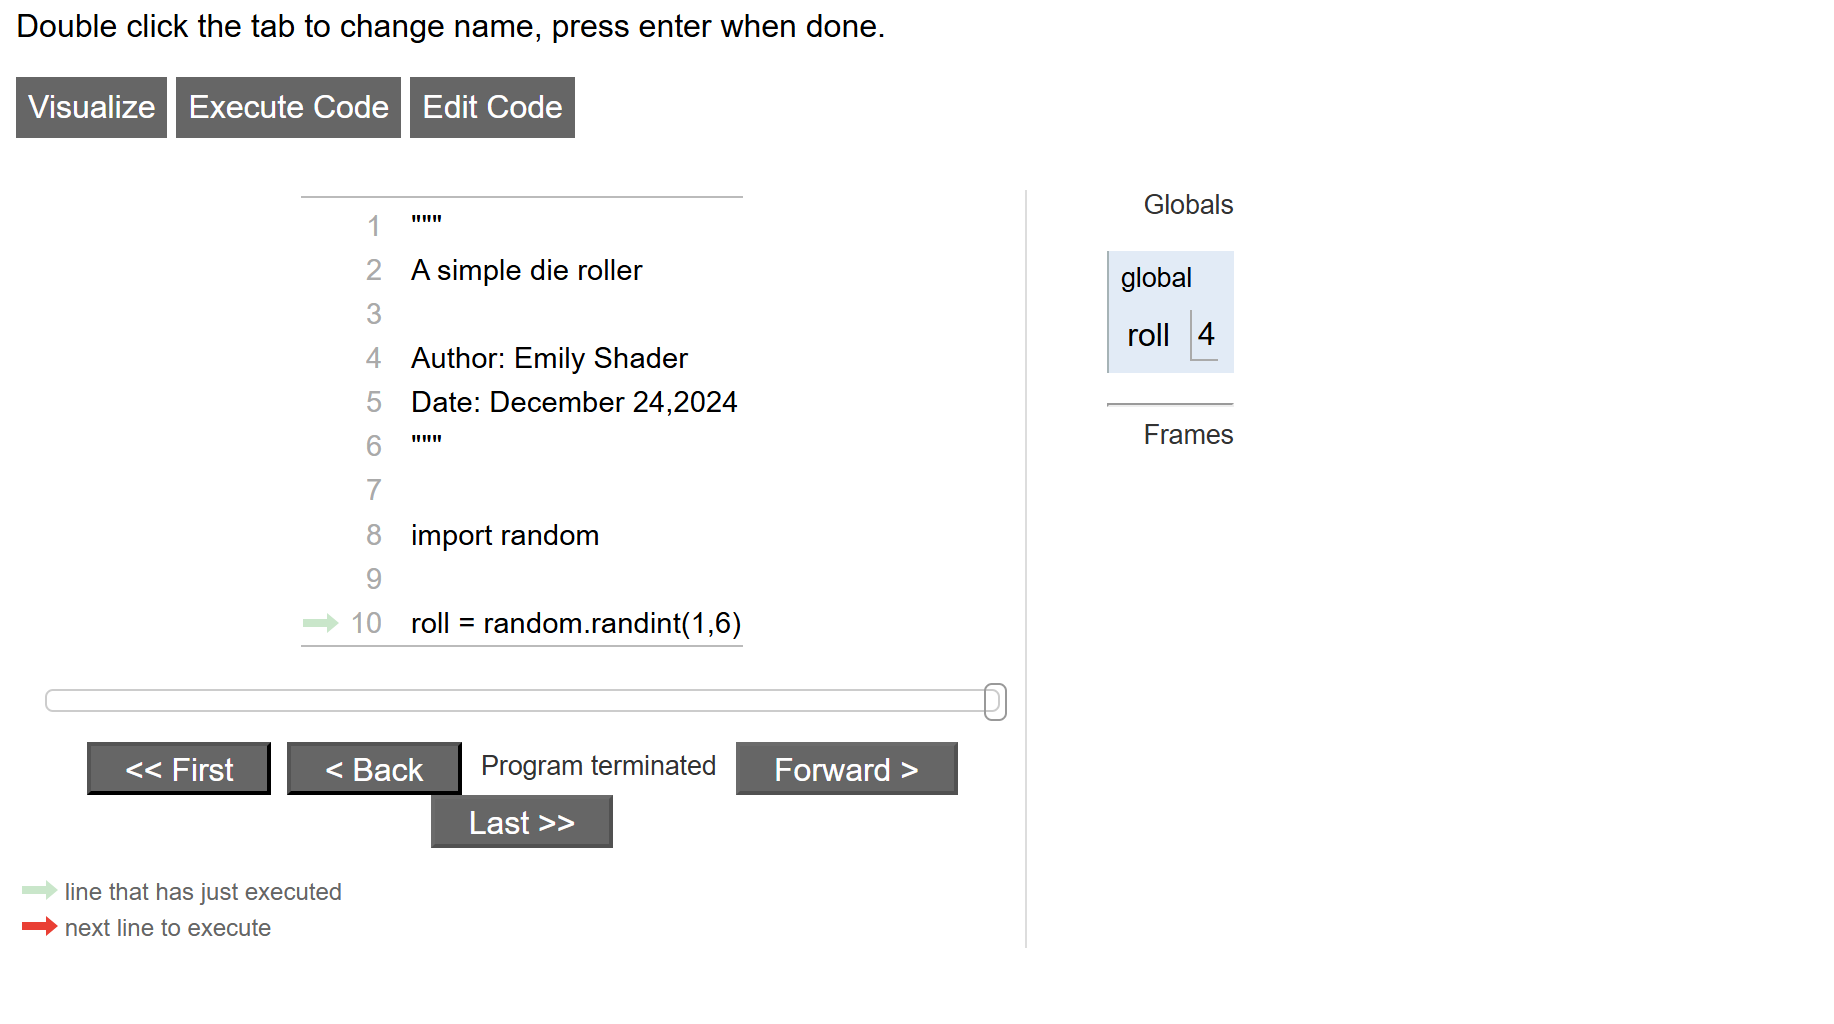 Double click the tab to change name, press enter when done.
Visualize Execute Code Edit Code
1 """
2 A simple die roller
3
4 Author: Emily Shader
5 Date: December 24,2024
6 """
7
8 import random
9
10 roll = random.randint(1,6)
<< First < Back Program terminated Forward >
Last >>
line that has just executed
next line to execute
Globals
global
roll 4
Frames